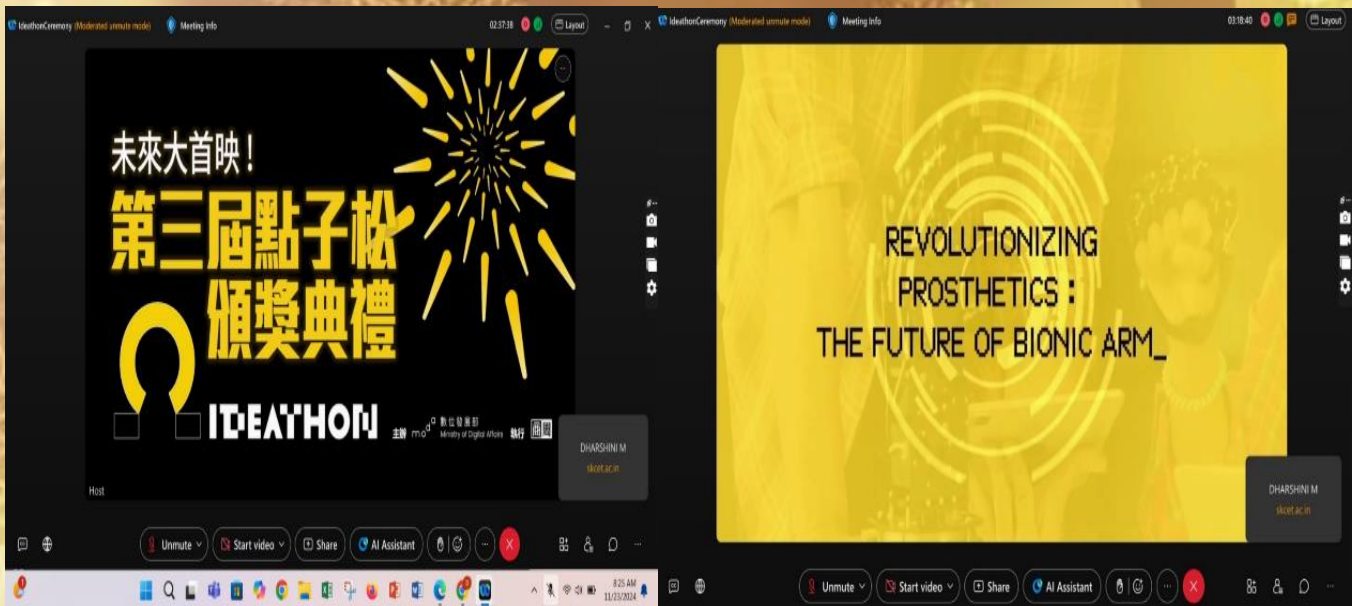 IdeathonCeremony (Moderated unmute mode) Meeting Info 02:37:38 Layout
未來大首映!
第三屆點子松
頒獎典禮
IDEATHON 主辦 moda 數位發展部 Ministry of Digital Affairs 執行
Host
DHARSHINI M
skcet.ac.in
Unmute Start video Share AI Assistant
8:25 AM
11/23/2024
IdeathonCeremony (Moderated unmute mode) Meeting Info 03:18:40 Layout
REVOLUTIONIZING
PROSTHETICS :
THE FUTURE OF BIONIC ARM_
DHARSHINI M
skcet.ac.in
Unmute Start video Share AI Assistant